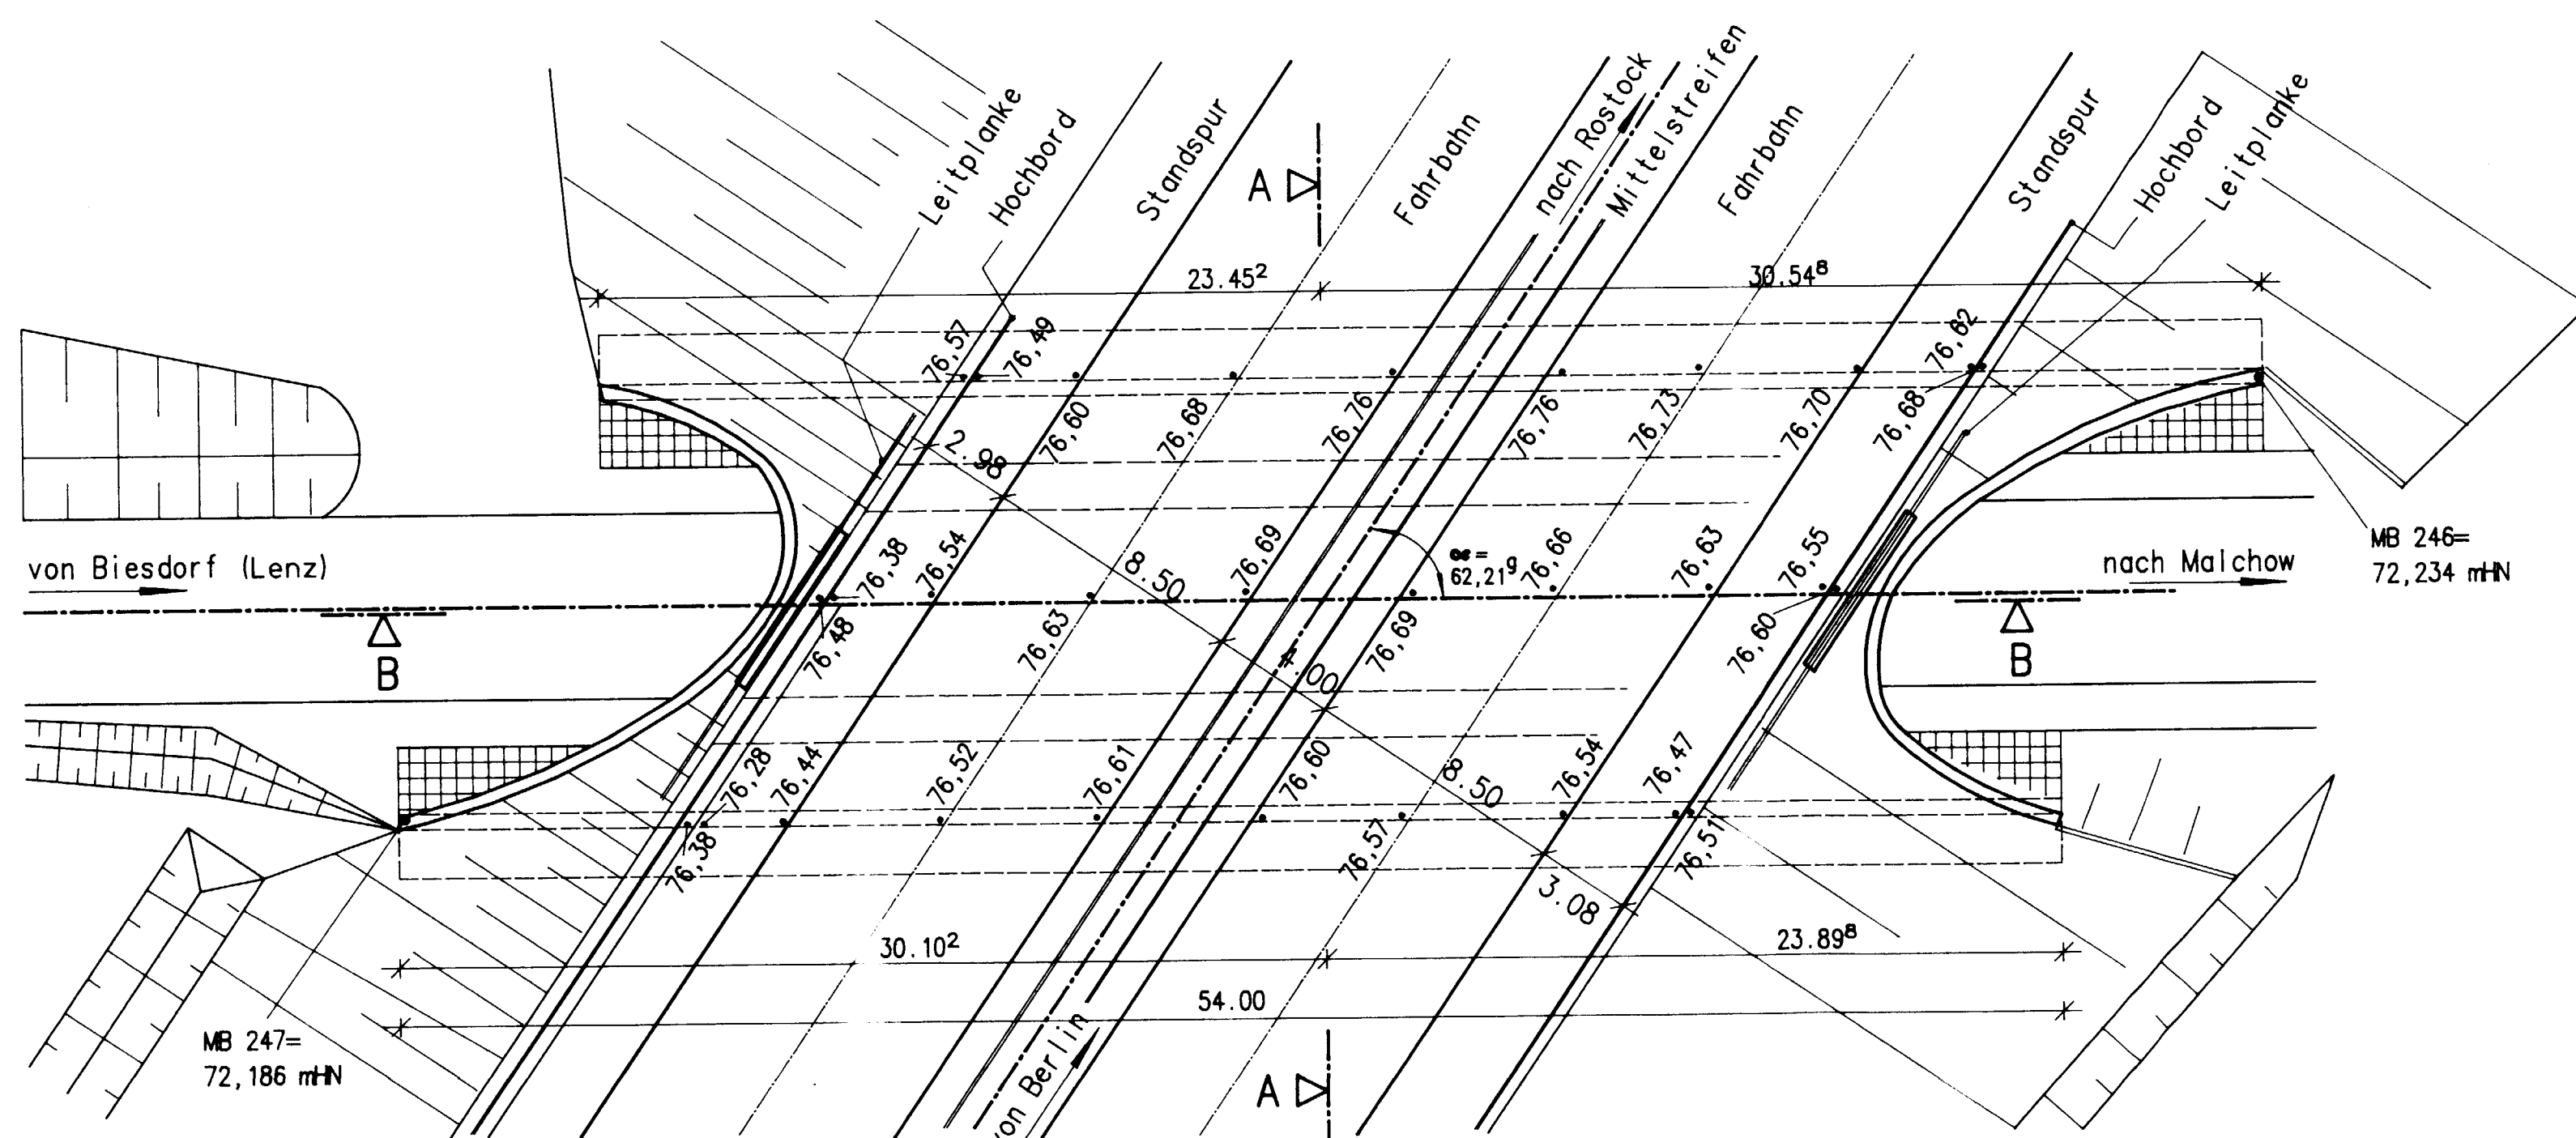 Leitplanke
Hochbord
Standspur
A
Fahrbahn
nach Rostock
Mittelstreifen
Fahrbahn
Standspur
Hochbord
Leitplanke
23.45²
30.54⁸
76,57
76,49
76,60
76,68
76,76
76,76
76,73
76,70
76,68
76,62
2.98
von Biesdorf (Lenz)
76,38
76,54
8.50
76,69
α =
62,21ᵍ
76,66
76,63
76,55
nach Malchow
MB 246=
72,234 mHN
B
76,48
76,63
4.00
76,69
76,60
B
76,28
76,44
76,52
76,61
76,60
8.50
76,54
76,47
76,38
76,57
76,51
3.08
30.10²
23.89⁸
54.00
MB 247=
72,186 mHN
von Berlin
A